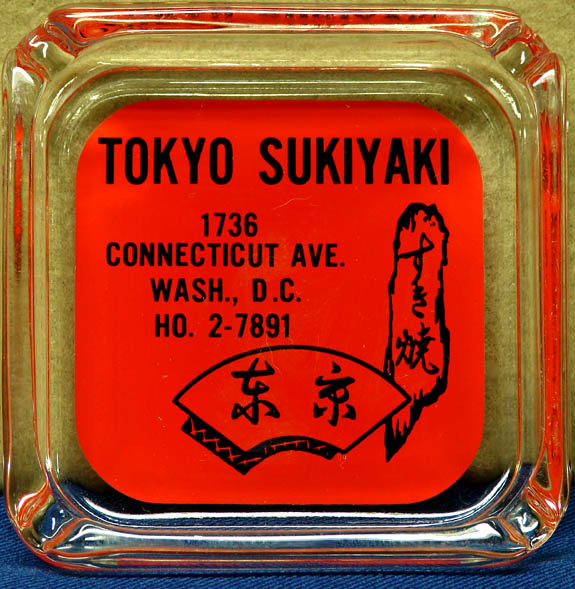 TOKYO SUKIYAKI
1736
CONNECTICUT AVE.
WASH., D.C.
HO. 2-7891
すき焼
东京